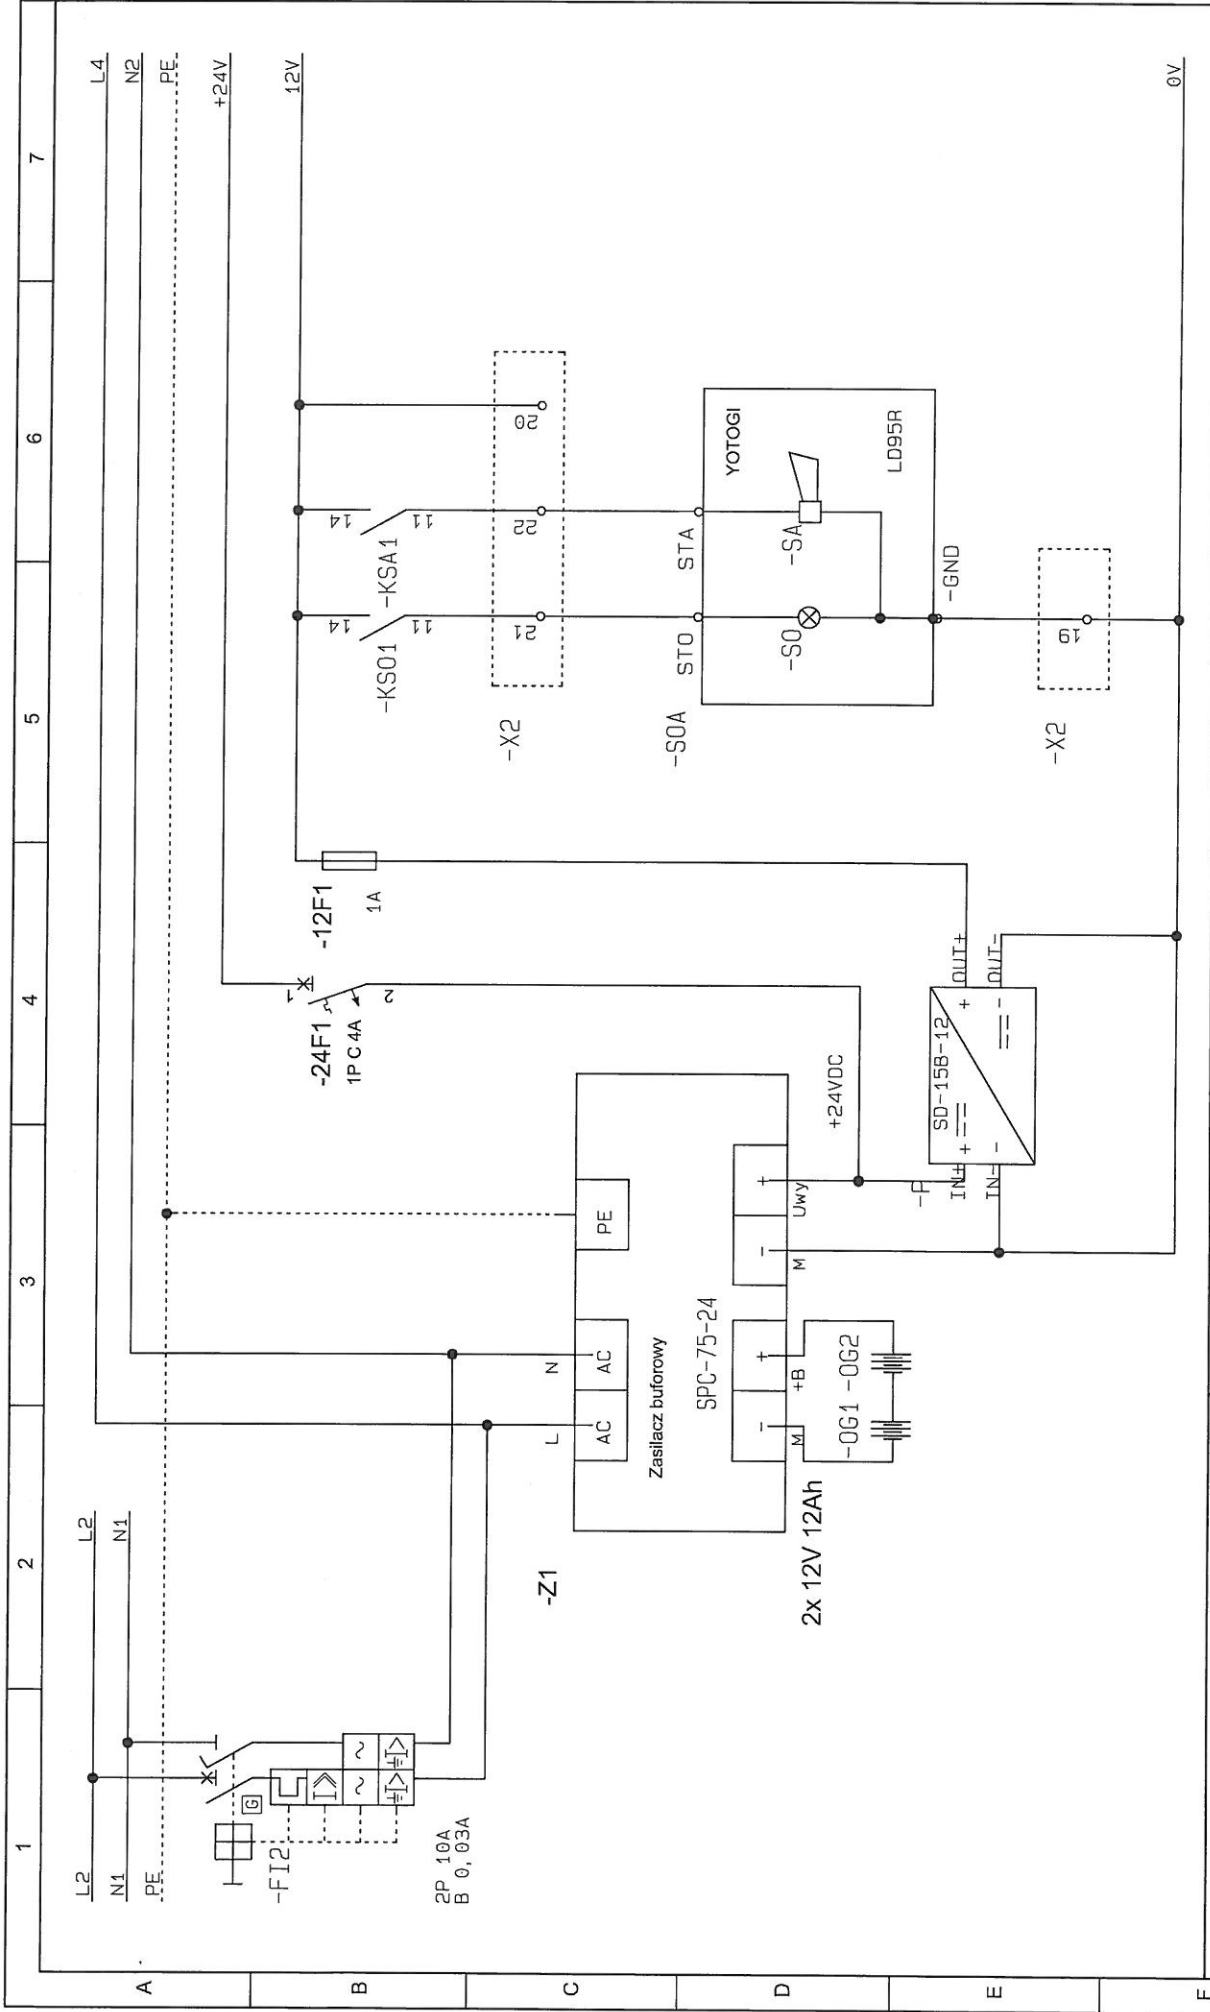 1
2
3
4
5
6
7
A
B
C
D
E
F
L2
N1
PE
L2
N1
L4
N2
PE
+24V
12V
0V
-FI2
G
2P 10A
B 0,03A
-Z1
L
N
AC
AC
PE
Zasilacz buforowy
SPC-75-24
-
+
-
+
M
+B
M
Uwy
-OG1 -OG2
2x 12V 12Ah
+24VDC
-24F1
1P C 4A
1
2
-12F1
1A
-P
IN+
IN-
SD-15B-12
+
-
+
-
OUT+
OUT-
-KSO1
14
11
-KSA1
14
11
-X2
21
22
20
-SOA
STO
STA
YOTOGI
LD95R
-SO
-SA
-GND
-X2
19